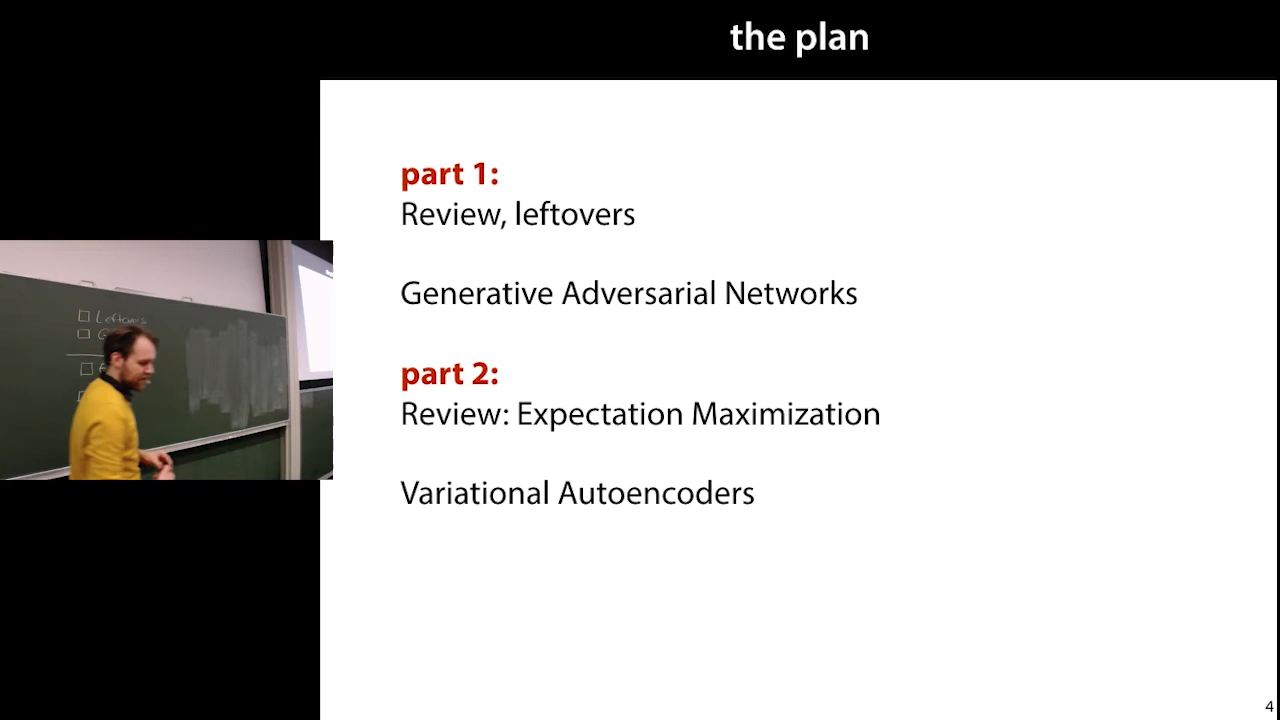 the plan
part 1:
Review, leftovers
Generative Adversarial Networks
part 2:
Review: Expectation Maximization
Variational Autoencoders
4
Leftovers